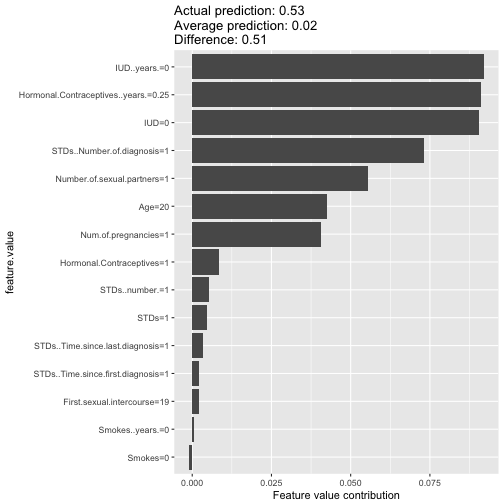 Actual prediction: 0.53
Average prediction: 0.02
Difference: 0.51
IUD..years.=0
Hormonal.Contraceptives..years.=0.25
IUD=0
STDs..Number.of.diagnosis=1
Number.of.sexual.partners=1
Age=20
Num.of.pregnancies=1
Hormonal.Contraceptives=1
STDs..number.=1
STDs=1
STDs..Time.since.last.diagnosis=1
STDs..Time.since.first.diagnosis=1
First.sexual.intercourse=19
Smokes..years.=0
Smokes=0
feature.value
0.000 0.025 0.050 0.075
Feature value contribution